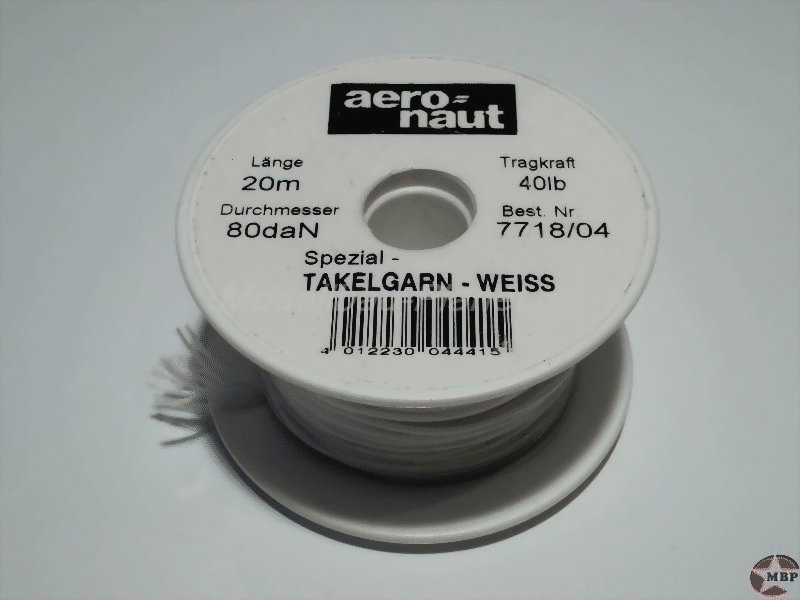 aero-
naut
Länge
20m
Tragkraft
40lb
Durchmesser
80daN
Best. Nr.
7718/04
Spezial -
TAKELGARN - WEISS
4 012230 044415
MBP